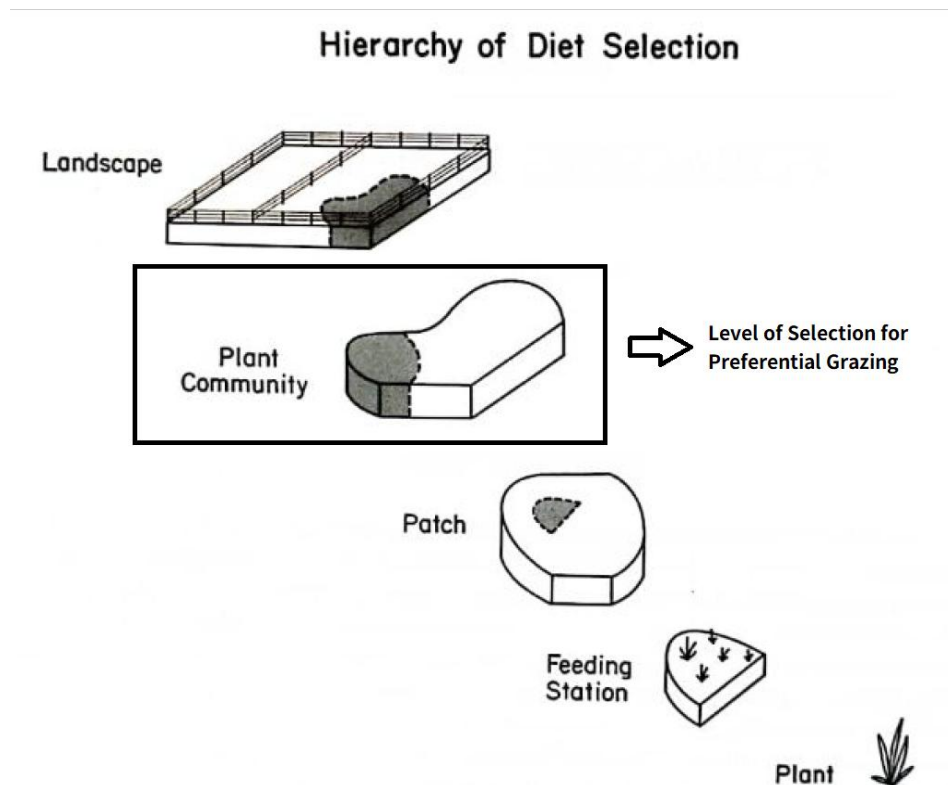 Hierarchy of Diet Selection
Landscape
Plant
Community
Level of Selection for
Preferential Grazing
Patch
Feeding
Station
Plant